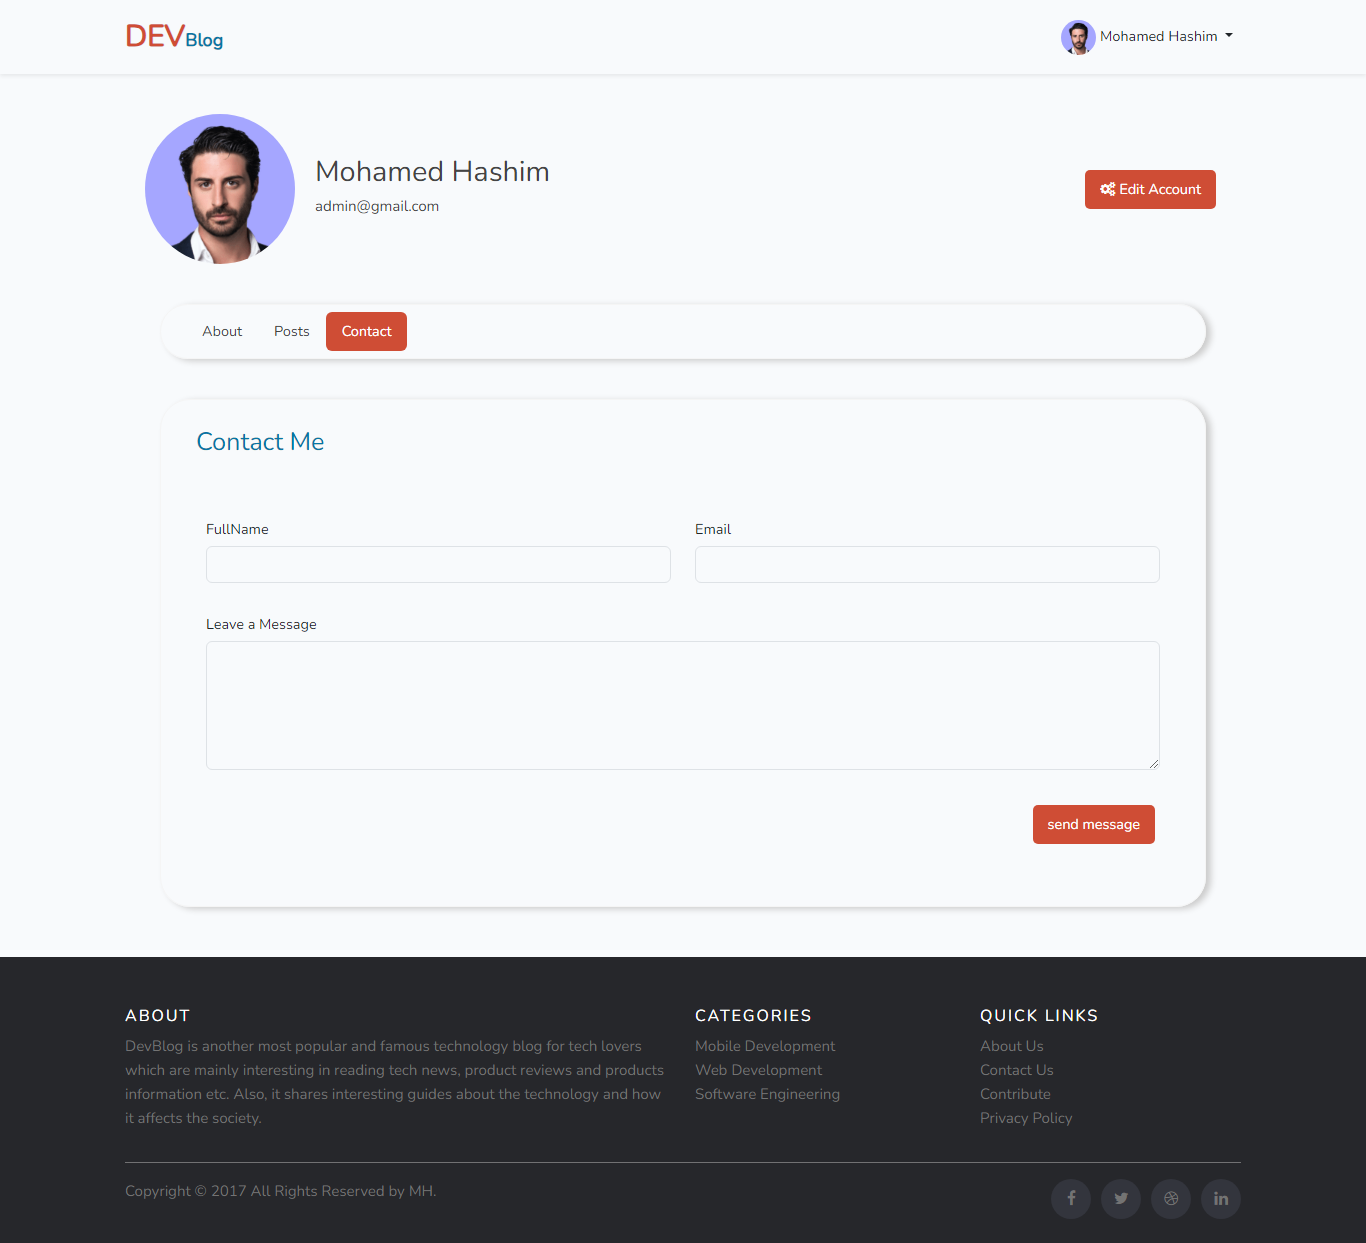 DEVBlog
Mohamed Hashim
Mohamed Hashim
admin@gmail.com
Edit Account
About Posts Contact
Contact Me
FullName Email
Leave a Message
send message
ABOUT
DevBlog is another most popular and famous technology blog for tech lovers
which are mainly interesting in reading tech news, product reviews and products
information etc. Also, it shares interesting guides about the technology and how
it affects the society.
CATEGORIES
Mobile Development
Web Development
Software Engineering
QUICK LINKS
About Us
Contact Us
Contribute
Privacy Policy
Copyright © 2017 All Rights Reserved by MH.